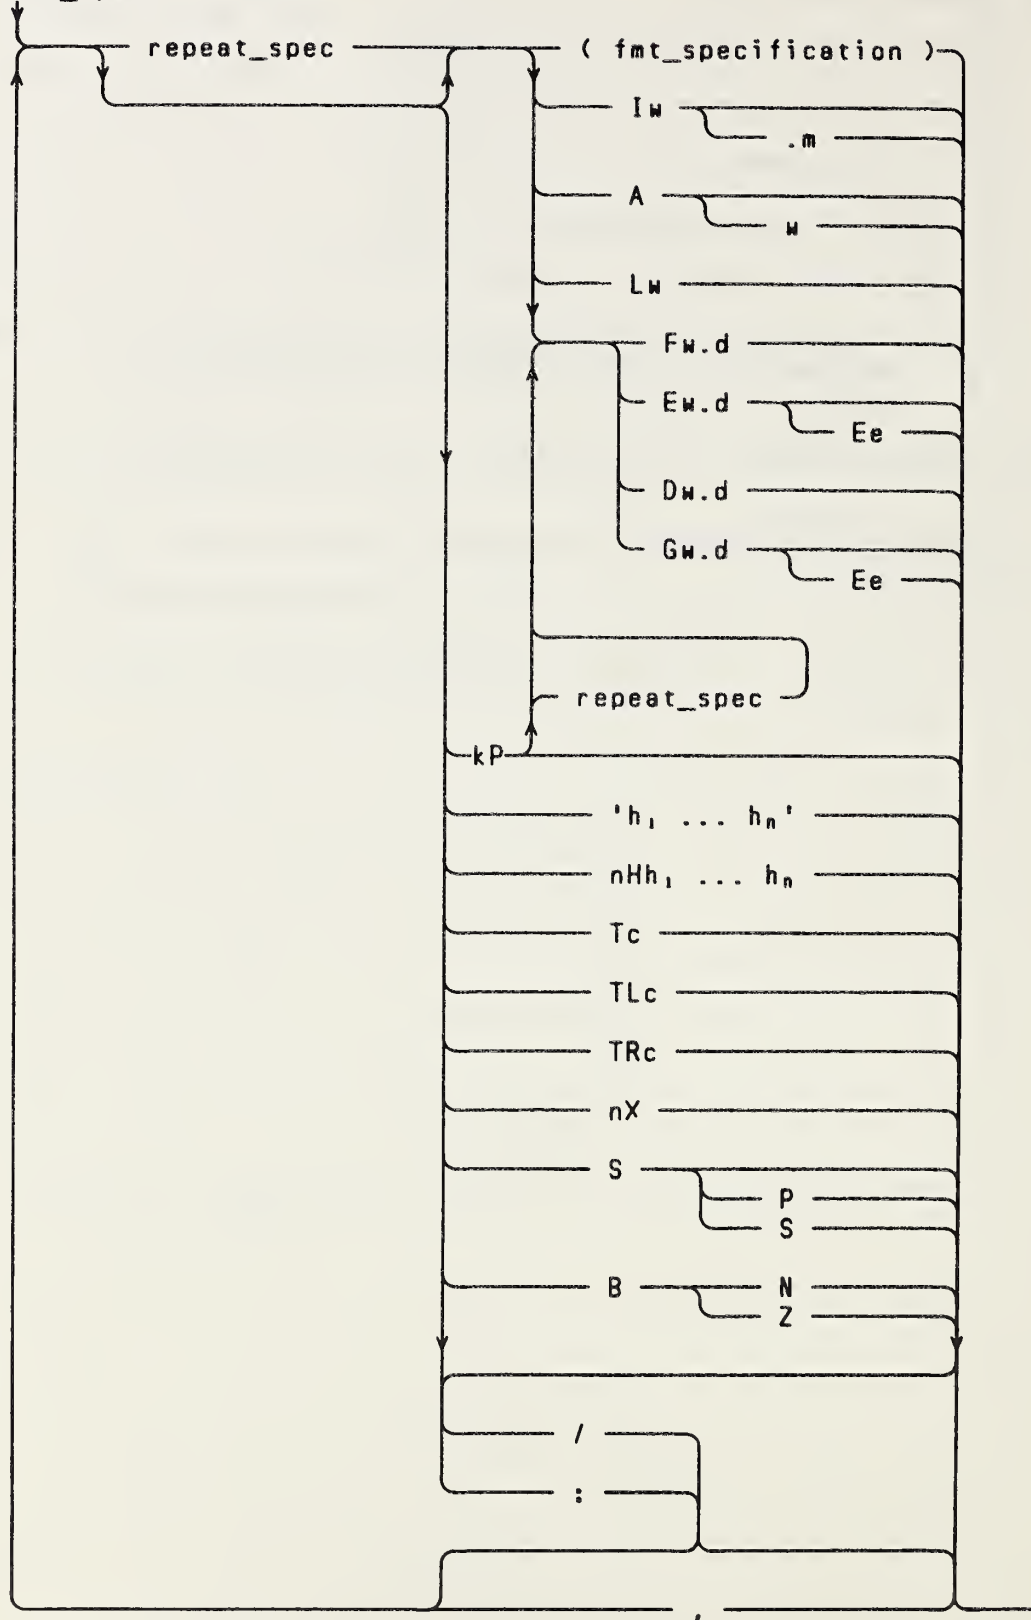 repeat_spec ( fmt_specification )
Iw
.m
A
w
Lw
Fw.d
Ew.d
Ee
Dw.d
Gw.d
Ee
repeat_spec
kP
'h₁ ... hₙ'
nHh₁ ... hₙ
Tc
TLc
TRc
nX
S
P
S
B N
Z
/
:
,